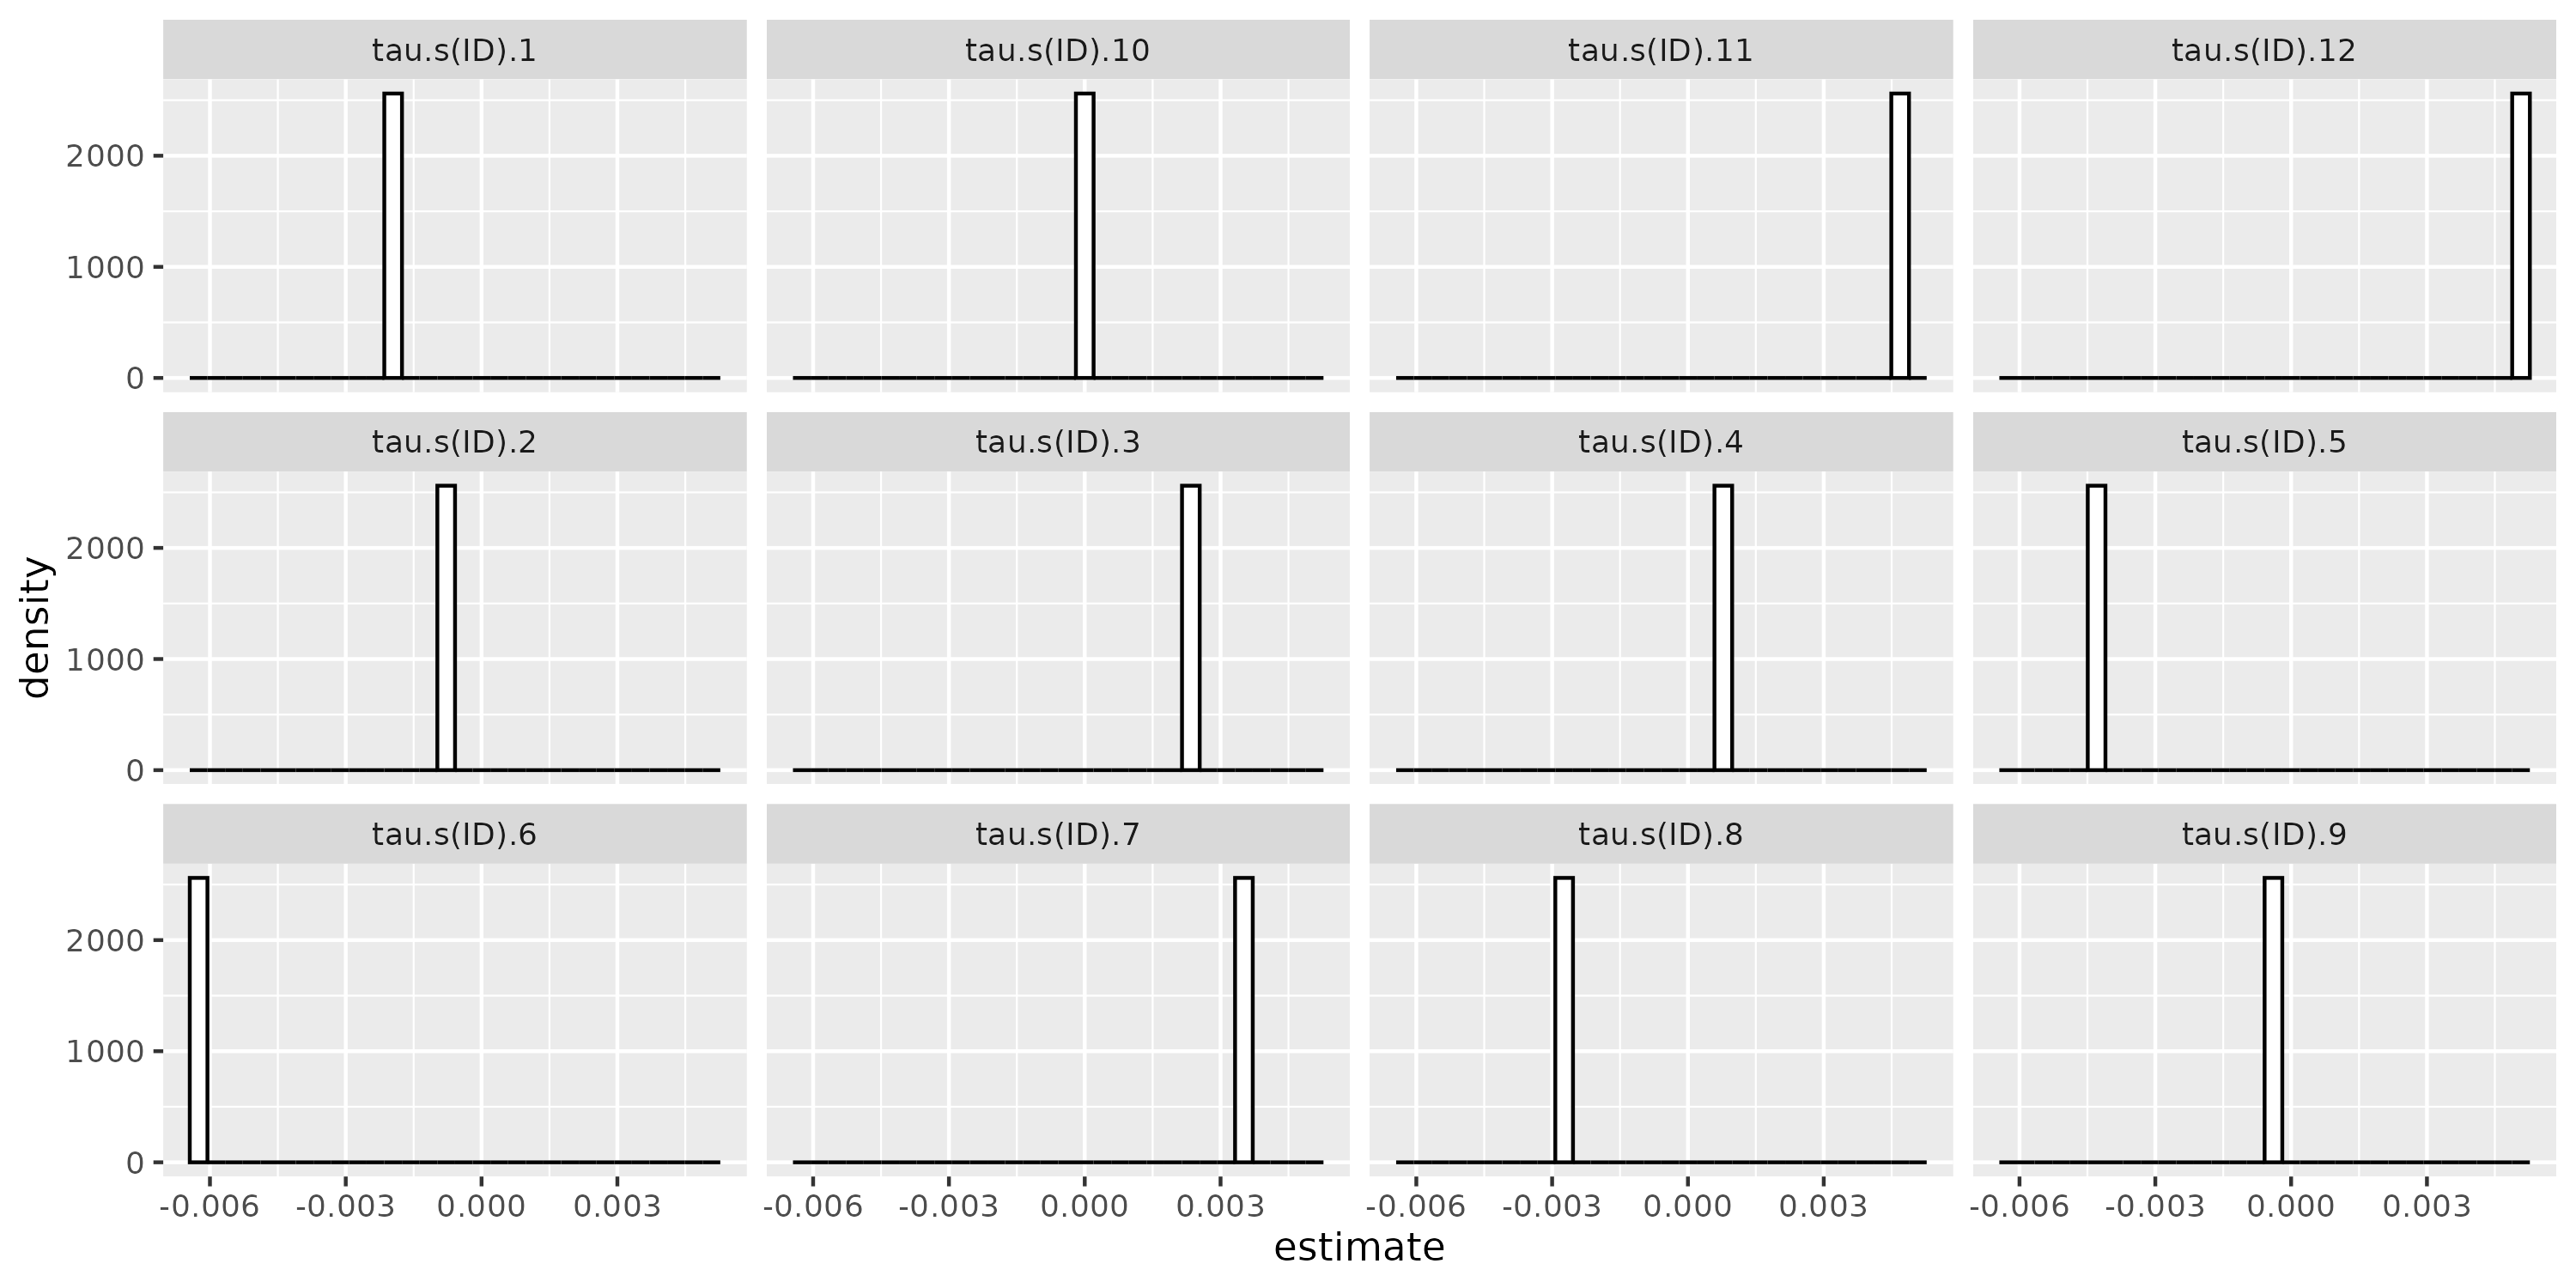 tau.s(ID).1 tau.s(ID).10 tau.s(ID).11 tau.s(ID).12
2000
1000
0
tau.s(ID).2 tau.s(ID).3 tau.s(ID).4 tau.s(ID).5
2000
1000
0
density
tau.s(ID).6 tau.s(ID).7 tau.s(ID).8 tau.s(ID).9
2000
1000
0
-0.006 -0.003 0.000 0.003 -0.006 -0.003 0.000 0.003 -0.006 -0.003 0.000 0.003 -0.006 -0.003 0.000 0.003
estimate